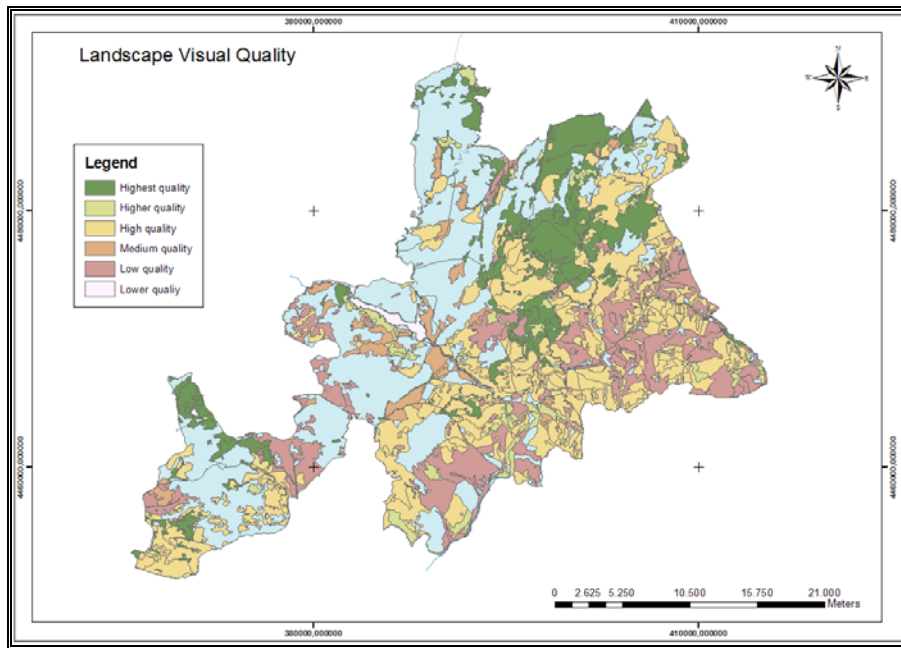 380000,000000
410000,000000
Landscape Visual Quality
N
W
E
S
Legend
Highest quality
Higher quality
High quality
Medium quality
Low quality
Lower qualiy
4480000,000000
4480000,000000
4460000,000000
4460000,000000
0 2.625 5.250 10.500 15.750 21.000
Meters
380000,000000
410000,000000